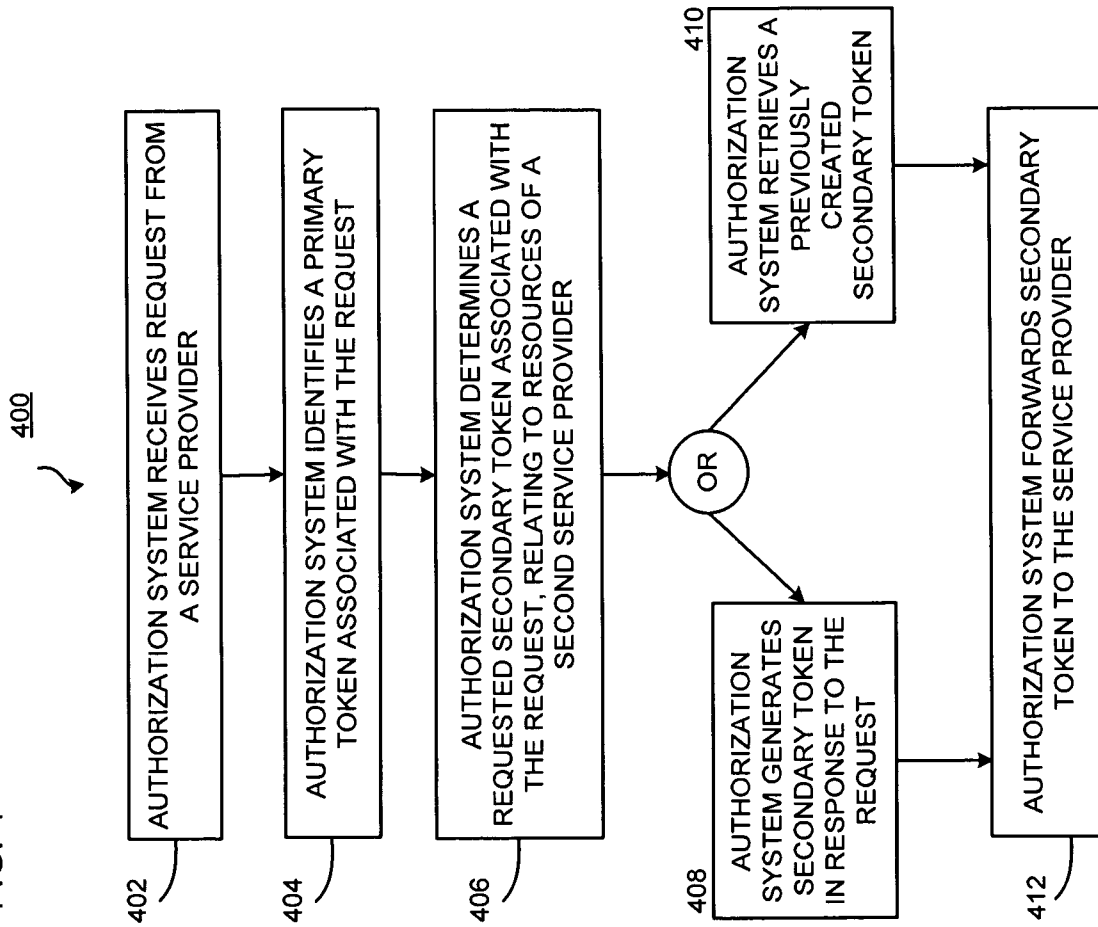 400
402
AUTHORIZATION SYSTEM RECEIVES REQUEST FROM
A SERVICE PROVIDER
404
AUTHORIZATION SYSTEM IDENTIFIES A PRIMARY
TOKEN ASSOCIATED WITH THE REQUEST
406
AUTHORIZATION SYSTEM DETERMINES A
REQUESTED SECONDARY TOKEN ASSOCIATED WITH
THE REQUEST, RELATING TO RESOURCES OF A
SECOND SERVICE PROVIDER
OR
408
AUTHORIZATION
SYSTEM GENERATES
SECONDARY TOKEN
IN RESPONSE TO THE
REQUEST
410
AUTHORIZATION
SYSTEM RETRIEVES A
PREVIOUSLY
CREATED
SECONDARY TOKEN
412
AUTHORIZATION SYSTEM FORWARDS SECONDARY
TOKEN TO THE SERVICE PROVIDER